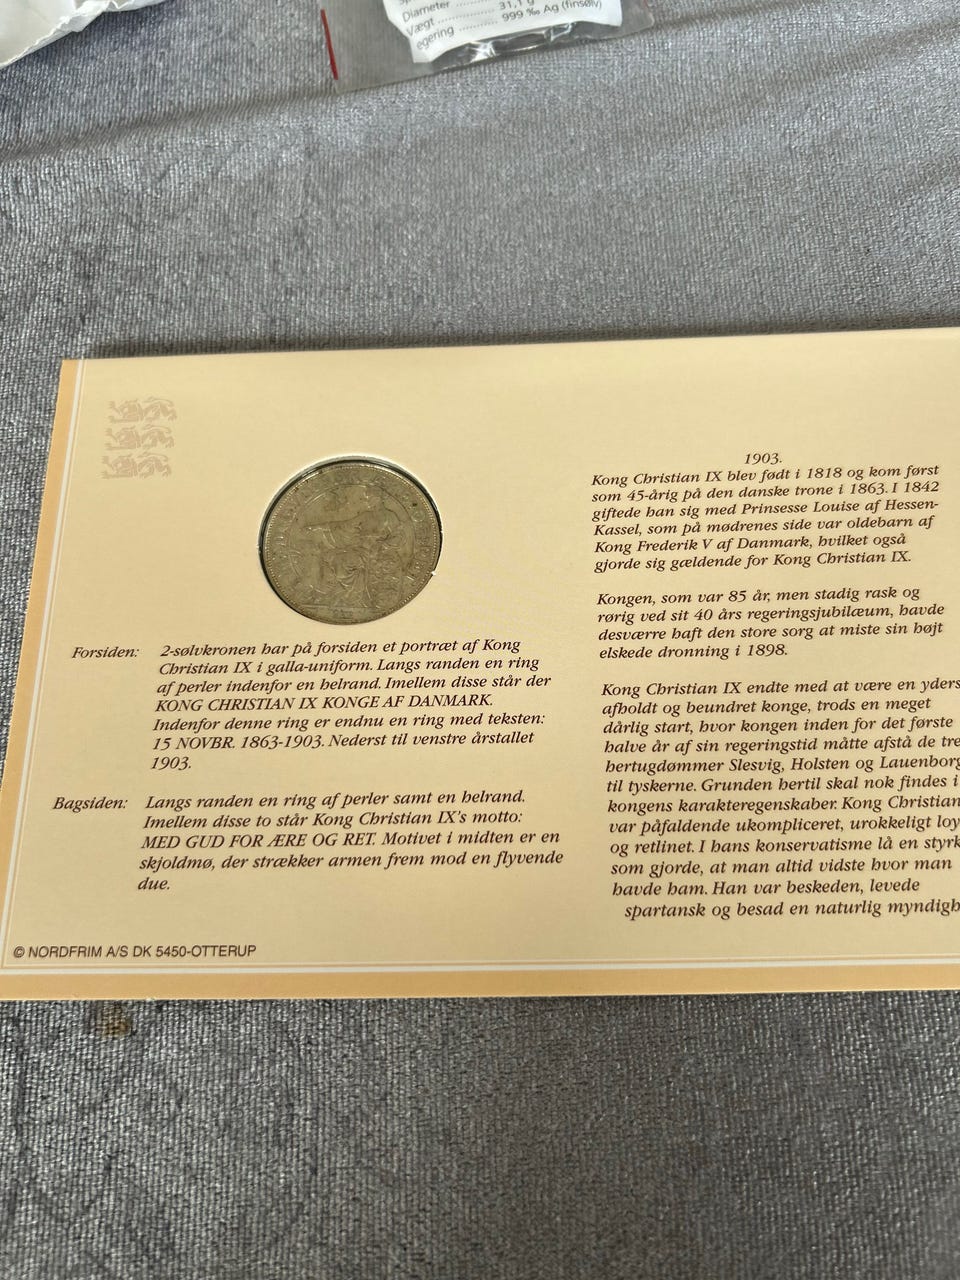 Diameter
Vægt ........... 31,1 g
egering ........... 999 ‰ Ag (finsølv)
Forsiden: 2-sølvkronen har på forsiden et portræt af Kong
Christian IX i galla-uniform. Langs randen en ring
af perler indenfor en helrand. Imellem disse står der
KONG CHRISTIAN IX KONGE AF DANMARK.
Indenfor denne ring er endnu en ring med teksten:
15 NOVBR. 1863-1903. Nederst til venstre årstallet
1903.
Bagsiden: Langs randen en ring af perler samt en helrand.
Imellem disse to står Kong Christian IX's motto:
MED GUD FOR ÆRE OG RET. Motivet i midten er en
skjoldmø, der strækker armen frem mod en flyvende
due.
© NORDFRIM A/S DK 5450-OTTERUP
1903.
Kong Christian IX blev født i 1818 og kom først
som 45-årig på den danske trone i 1863. I 1842
giftede han sig med Prinsesse Louise af Hessen-
Kassel, som på mødrenes side var oldebarn af
Kong Frederik V af Danmark, hvilket også
gjorde sig gældende for Kong Christian IX.
Kongen, som var 85 år, men stadig rask og
rørig ved sit 40 års regeringsjubilæum, havde
desværre haft den store sorg at miste sin højt
elskede dronning i 1898.
Kong Christian IX endte med at være en yders
afholdt og beundret konge, trods en meget
dårlig start, hvor kongen inden for det første
halve år af sin regeringstid måtte afstå de tre
hertugdømmer Slesvig, Holsten og Lauenborg
til tyskerne. Grunden hertil skal nok findes i
kongens karakteregenskaber. Kong Christian
var påfaldende ukompliceret, urokkeligt loy
og retlinet. I hans konservatisme lå en styrk
som gjorde, at man altid vidste hvor man
havde ham. Han var beskeden, levede
spartansk og besad en naturlig myndigh